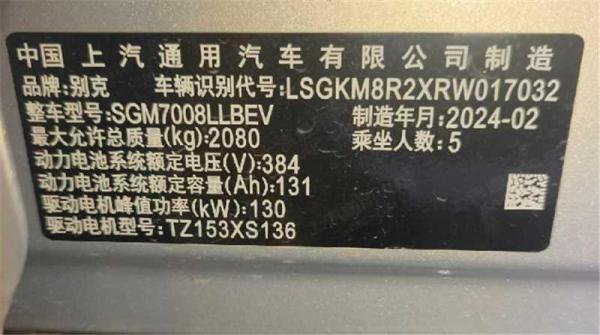 中国上汽通用汽车有限公司制造
品牌:别克 车辆识别代号:LSGKM8R2XRW017032
整车型号:SGM7008LLBEV 制造年月:2024-02
最大允许总质量(kg):2080 乘坐人数:5
动力电池系统额定电压(V):384
动力电池系统额定容量(Ah):131
驱动电机峰值功率(kW):130
驱动电机型号:TZ153XS136